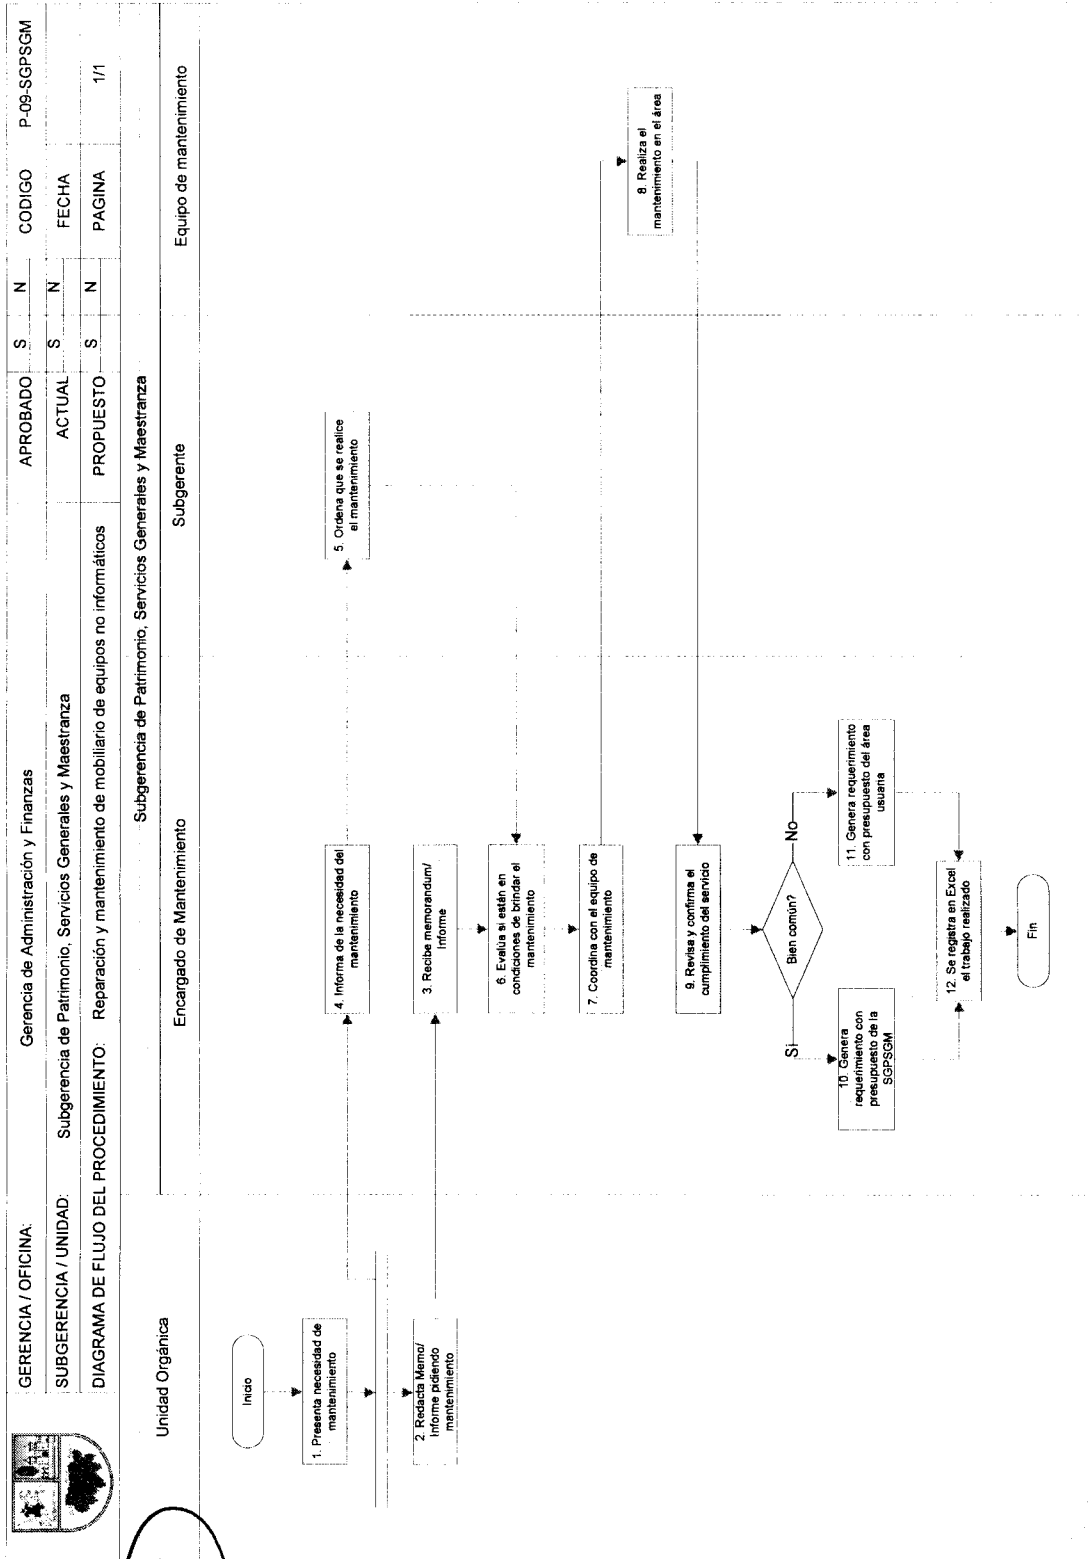 GERENCIA / OFICINA: Gerencia de Administración y Finanzas APROBADO S N CODIGO P-09-SGPSGM
SUBGERENCIA / UNIDAD: Subgerencia de Patrimonio, Servicios Generales y Maestranza ACTUAL S N FECHA
DIAGRAMA DE FLUJO DEL PROCEDIMIENTO: Reparación y mantenimiento de mobiliario de equipos no informáticos PROPUESTO S N PAGINA 1/1
Subgerencia de Patrimonio, Servicios Generales y Maestranza
Unidad Orgánica
Encargado de Mantenimiento
Subgerente
Equipo de mantenimiento
Inicio
1. Presenta necesidad de
mantenimiento
2. Redacta Memo/
Informe pidiendo
mantenimiento
4. Informa de la necesidad del
mantenimiento
5. Ordena que se realice
el mantenimiento
3. Recibe memorandum/
Informe
6. Evalúa si están en
condiciones de brindar el
mantenimiento
7. Coordina con el equipo de
mantenimiento
8. Realiza el
mantenimiento en el área
9. Revisa y confirma el
cumplimiento del servicio
Bien común?
Si
No
10. Genera
requerimiento con
presupuesto de la
SGPSGM
11. Genera requerimiento
con presupuesto del área
usuaria
12. Se registra en Excel
el trabajo realizado
Fin